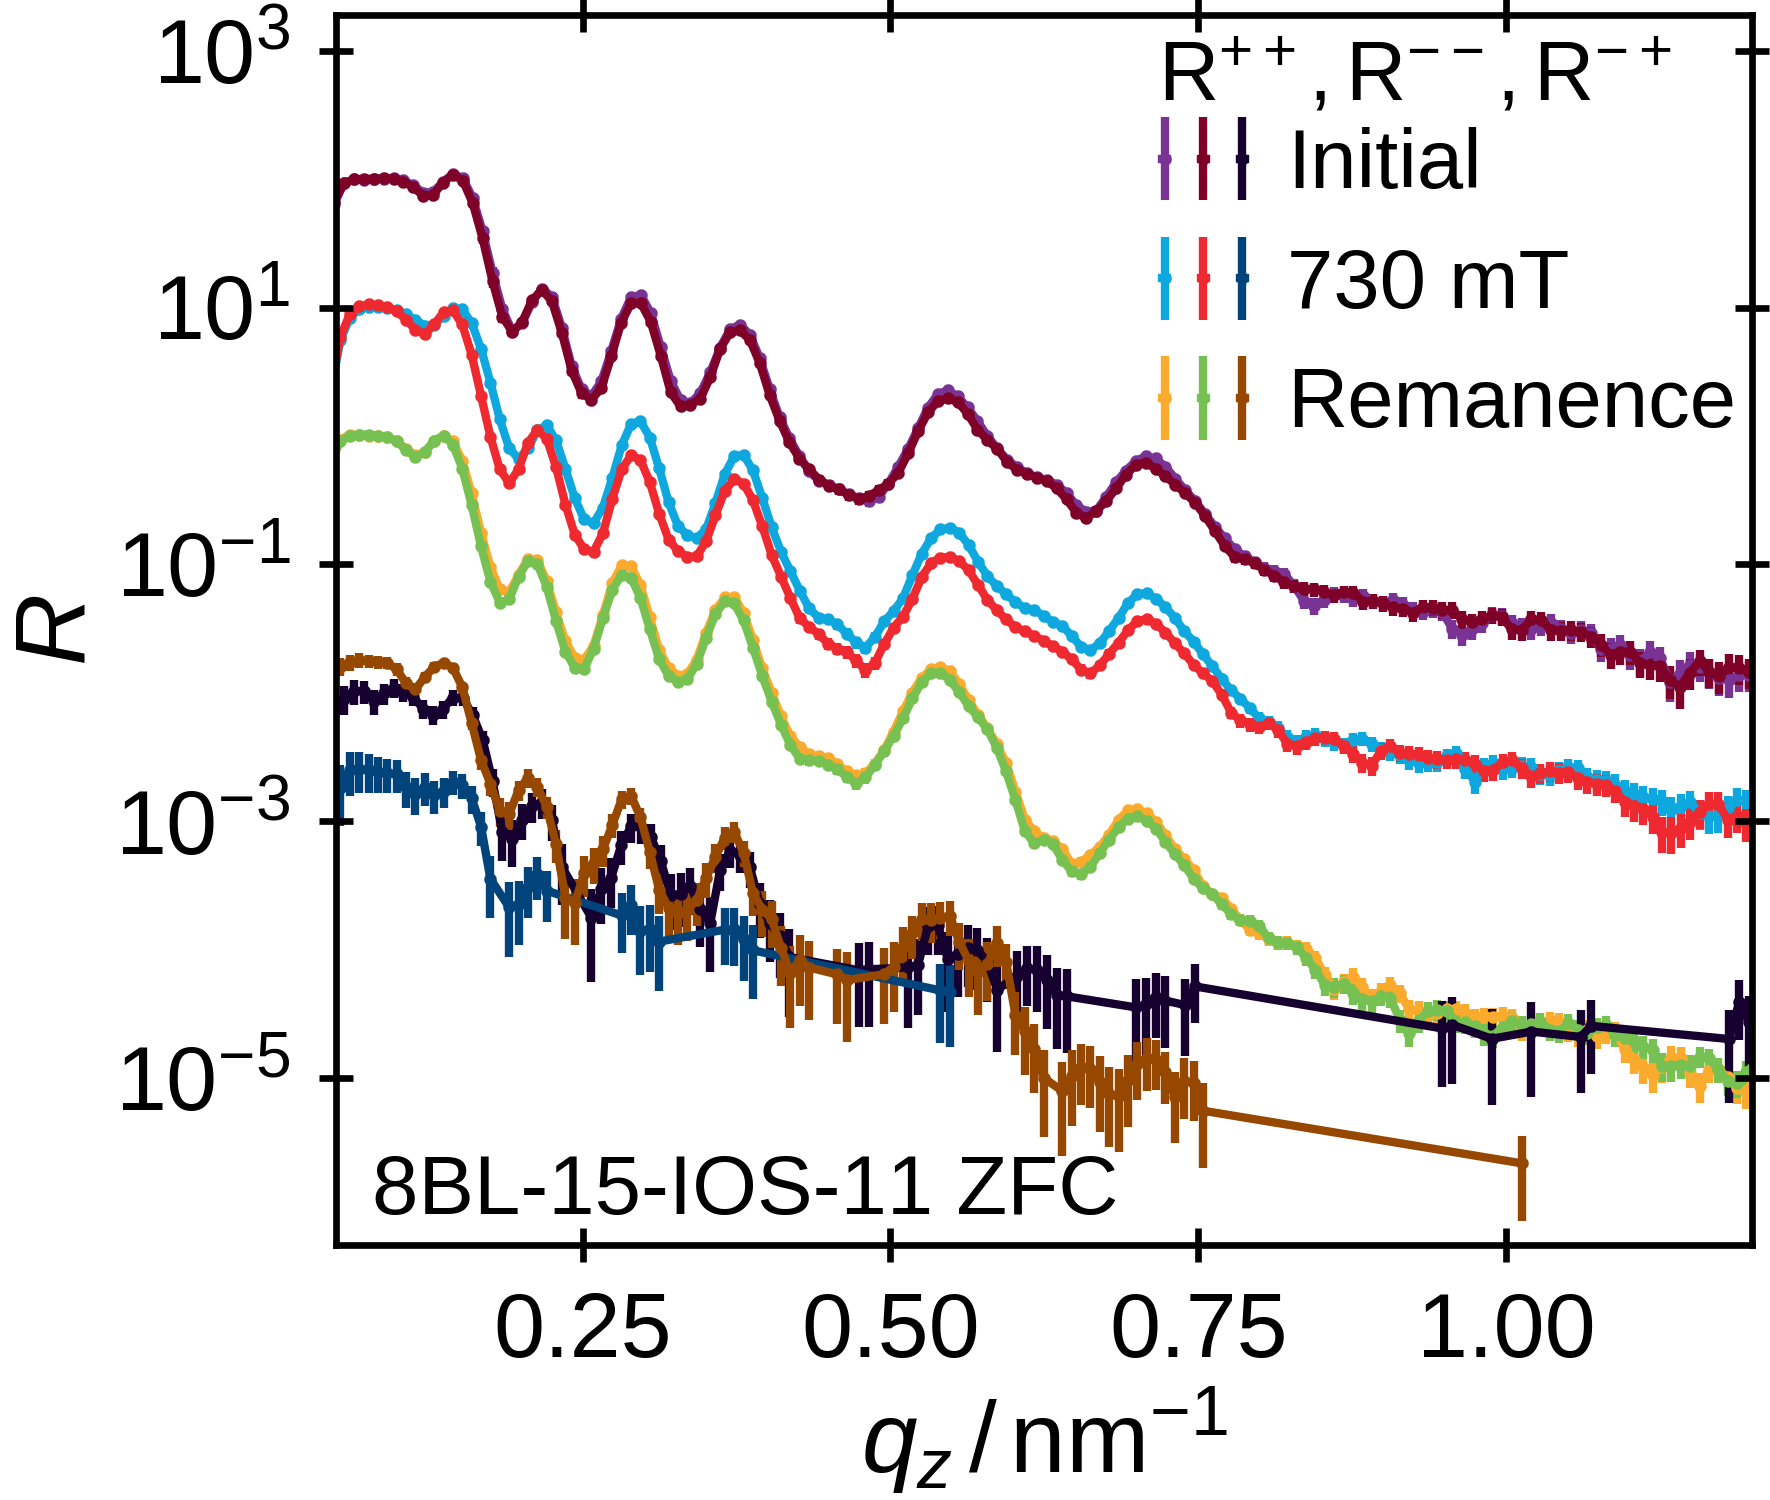 10³
10¹
10⁻¹
10⁻³
10⁻⁵
R
R⁺⁺, R⁻⁻, R⁻⁺
Initial
730 mT
Remanence
8BL-15-IOS-11 ZFC
0.25 0.50 0.75 1.00
q_z / nm⁻¹